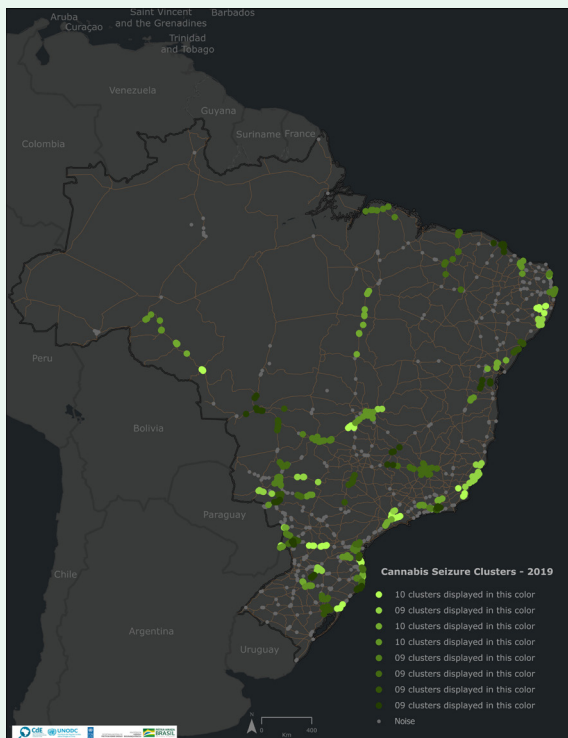 Aruba
Curaçao
Saint Vincent
and the Grenadines
Barbados
Trinidad
and Tobago
Venezuela
Guyana
Suriname
France
Colombia
Peru
Bolivia
Paraguay
Chile
Argentina
Uruguay
Cannabis Seizure Clusters - 2019
10 clusters displayed in this color
09 clusters displayed in this color
10 clusters displayed in this color
10 clusters displayed in this color
09 clusters displayed in this color
09 clusters displayed in this color
09 clusters displayed in this color
09 clusters displayed in this color
Noise
N
0 400
Km
CdE
UNODC
BRASIL